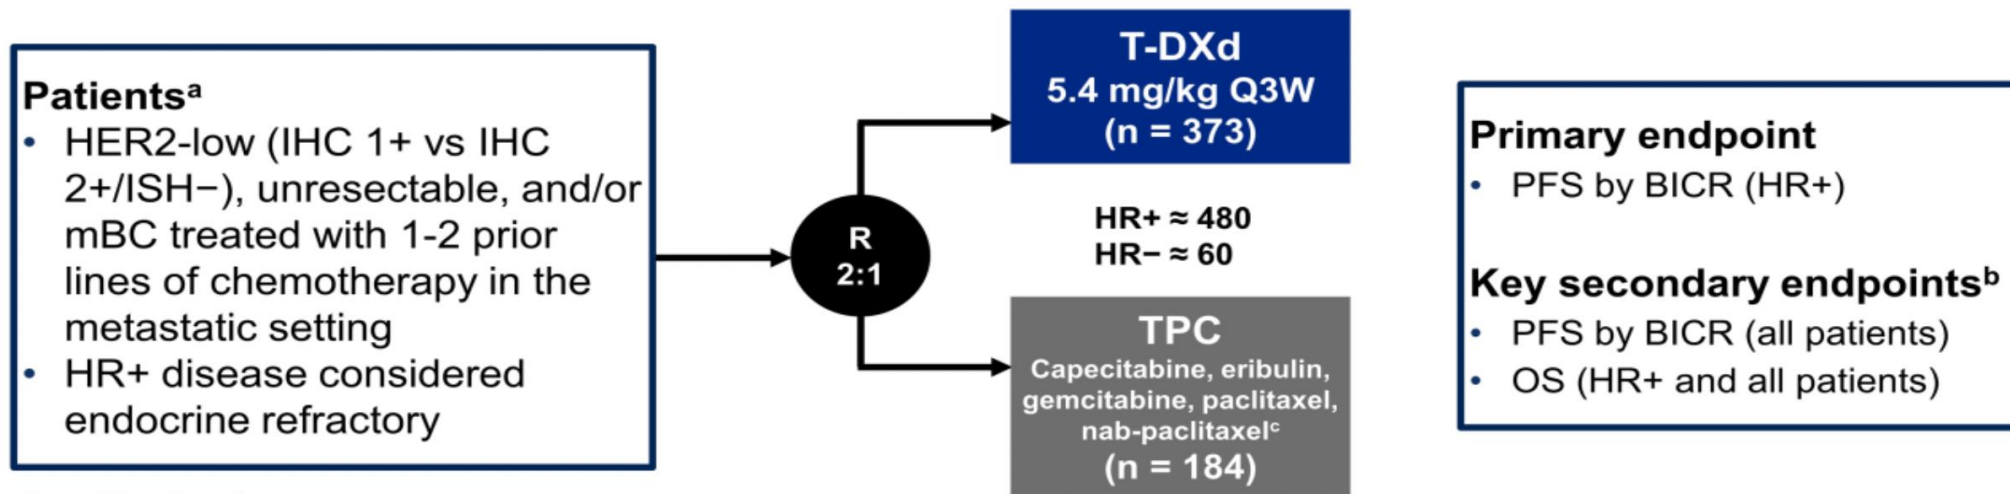 Patientsᵃ
• HER2-low (IHC 1+ vs IHC
2+/ISH−), unresectable, and/or
mBC treated with 1-2 prior
lines of chemotherapy in the
metastatic setting
• HR+ disease considered
endocrine refractory
R
2:1
T-DXd
5.4 mg/kg Q3W
(n = 373)
HR+ ≈ 480
HR− ≈ 60
TPC
Capecitabine, eribulin,
gemcitabine, paclitaxel,
nab-paclitaxelᶜ
(n = 184)
Primary endpoint
• PFS by BICR (HR+)
Key secondary endpointsᵇ
• PFS by BICR (all patients)
• OS (HR+ and all patients)